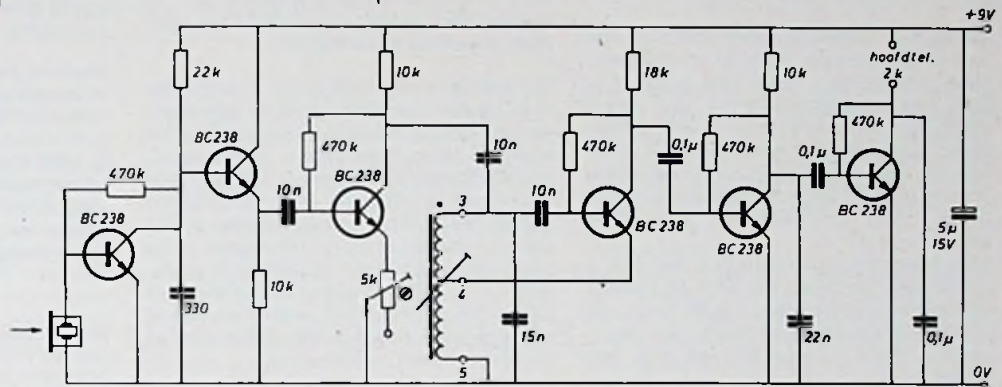 +9V
22k
10k
18k
10k
hoofdtel.
2k
470k
BC238
470k
BC238
10n
470k
10n
470k
10n
0,1µ
470k
0,1µ
BC238
BC238
BC238
BC238
3
4
5
5k
10k
330
15n
22n
0,1µ
5µ
15V
0V